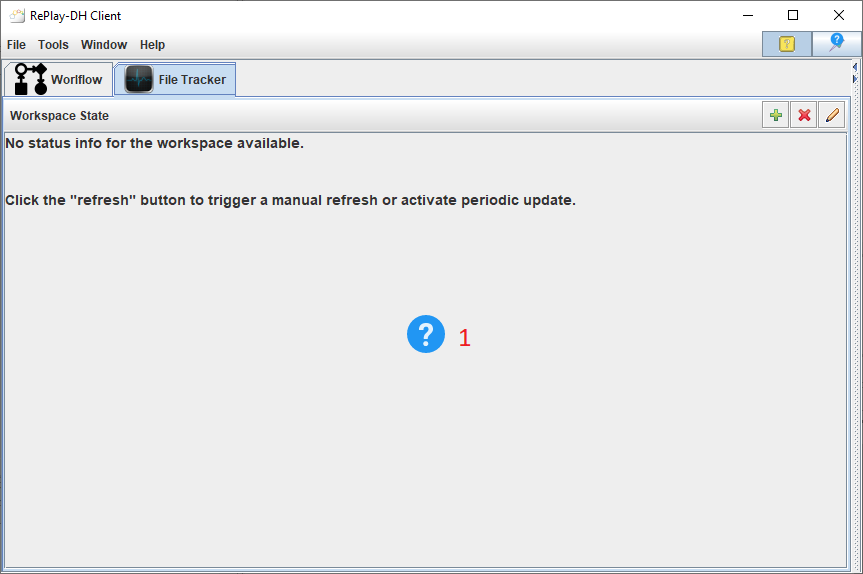 RePlay-DH Client
File Tools Window Help
Worlflow File Tracker
Workspace State
No status info for the workspace available.
Click the "refresh" button to trigger a manual refresh or activate periodic update.
? 1